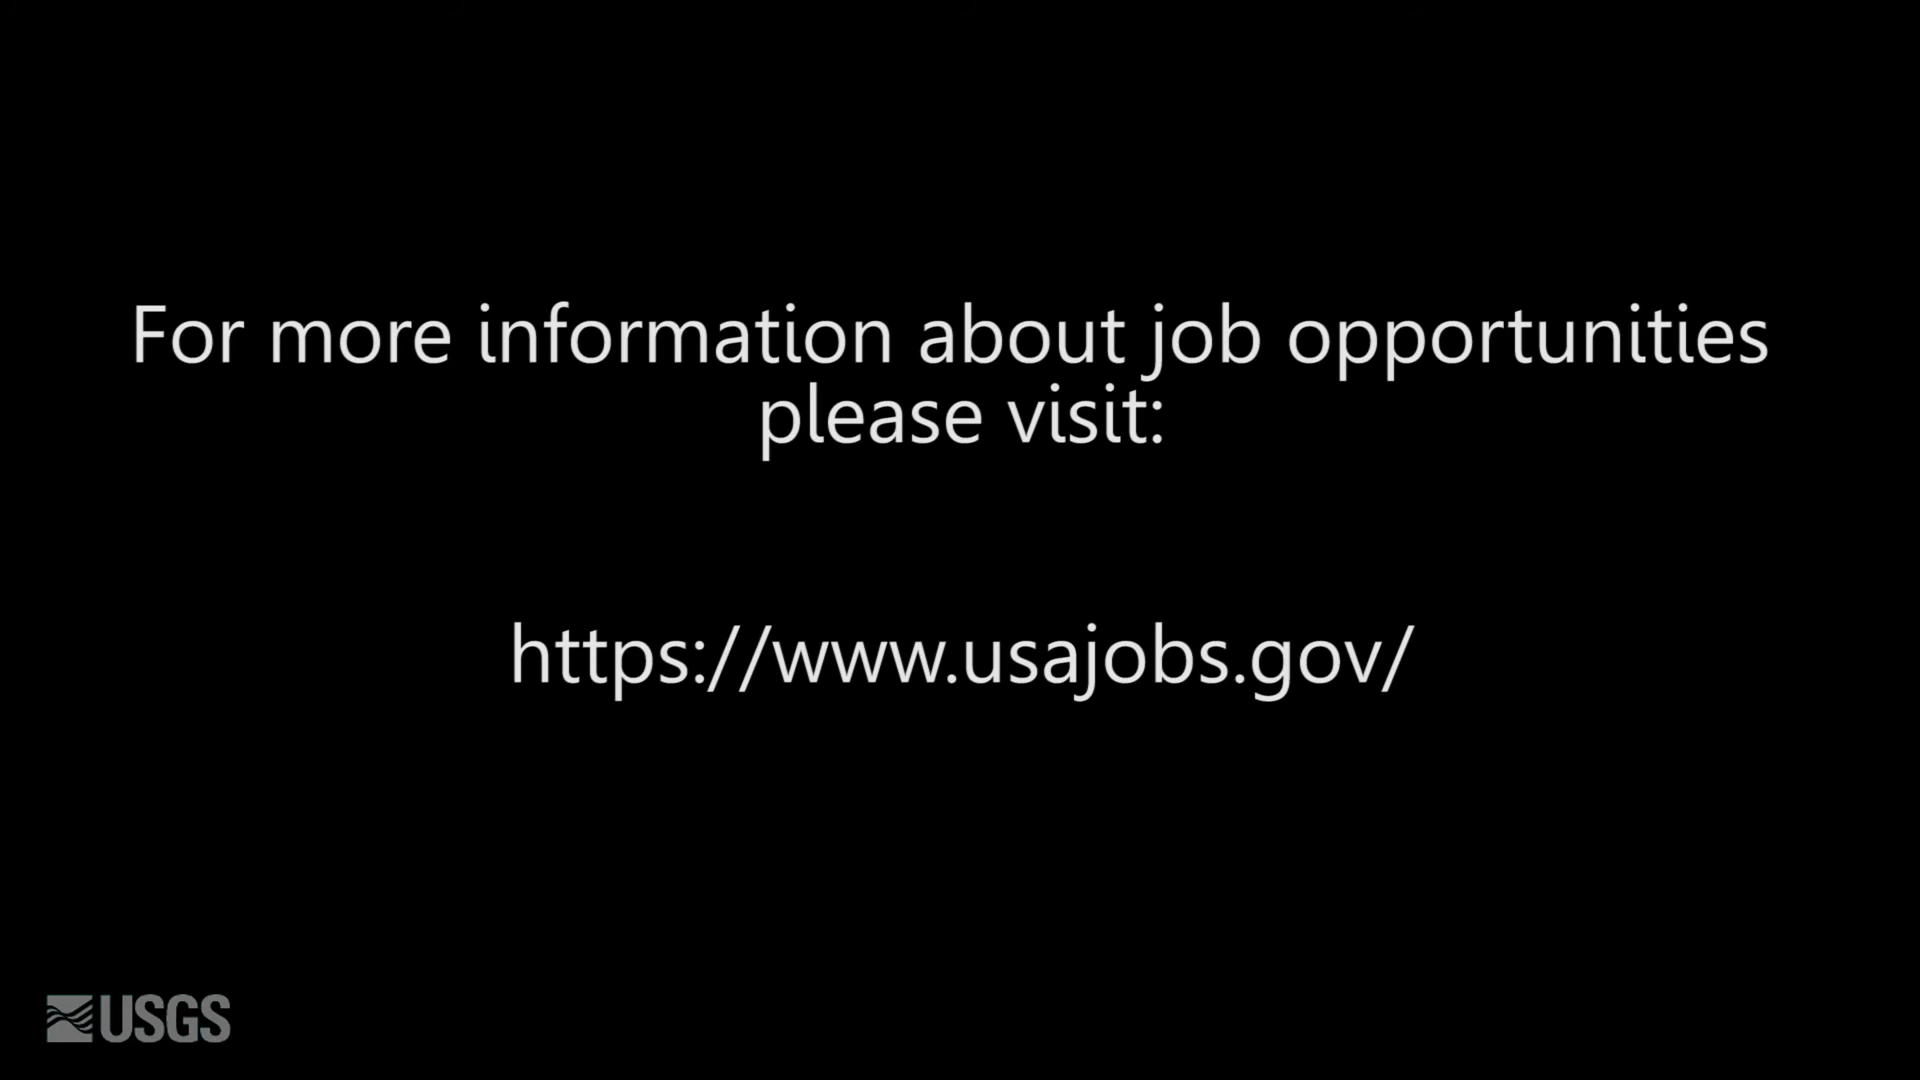 For more information about job opportunities
please visit:
https://www.usajobs.gov/
USGS